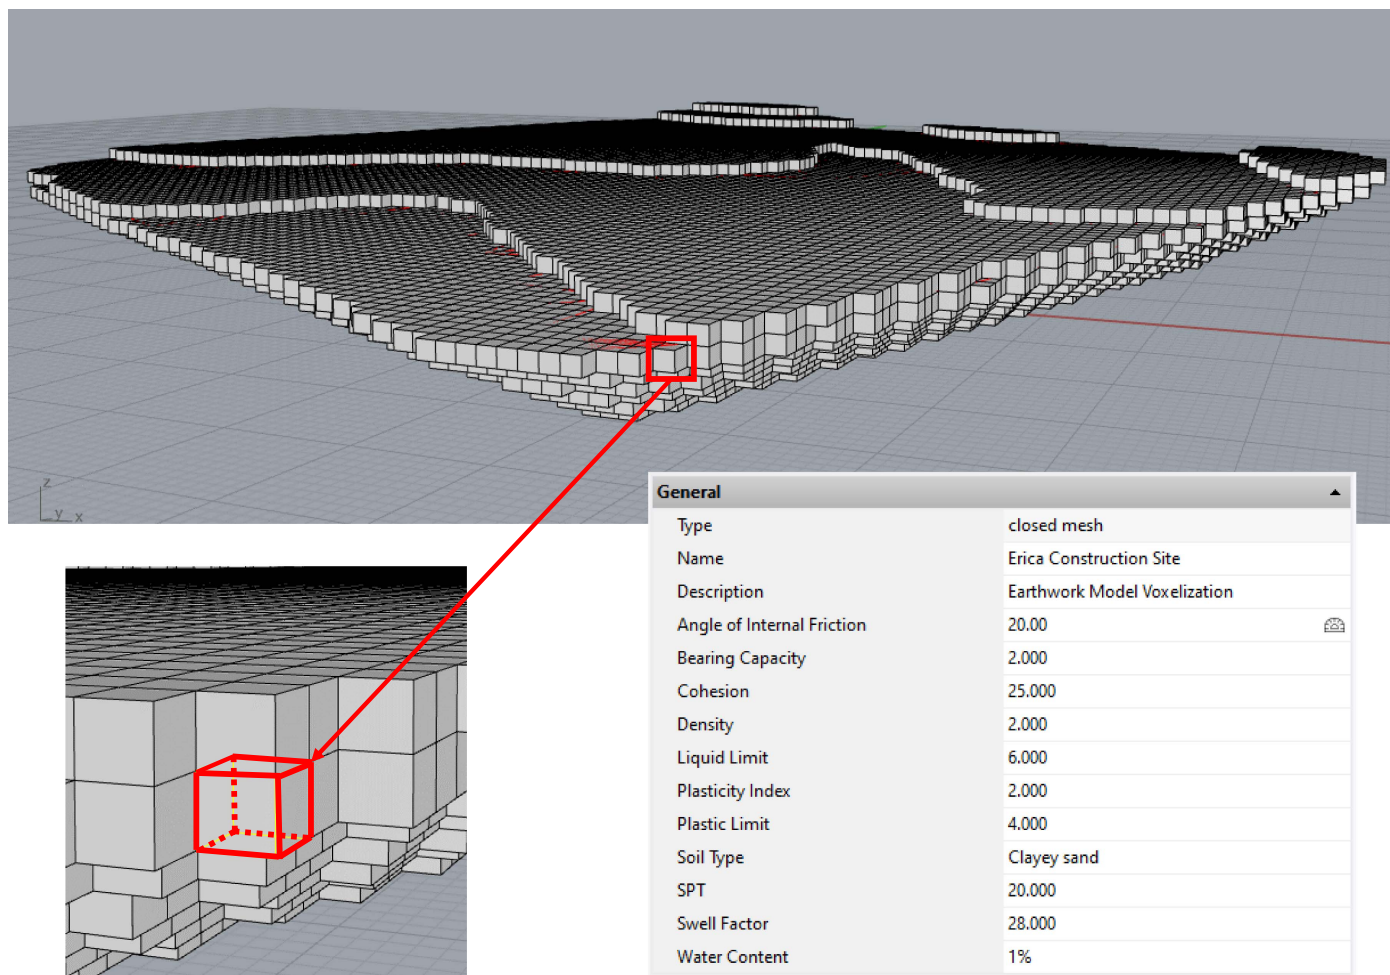 z
y x
General
Type closed mesh
Name Erica Construction Site
Description Earthwork Model Voxelization
Angle of Internal Friction 20.00
Bearing Capacity 2.000
Cohesion 25.000
Density 2.000
Liquid Limit 6.000
Plasticity Index 2.000
Plastic Limit 4.000
Soil Type Clayey sand
SPT 20.000
Swell Factor 28.000
Water Content 1%